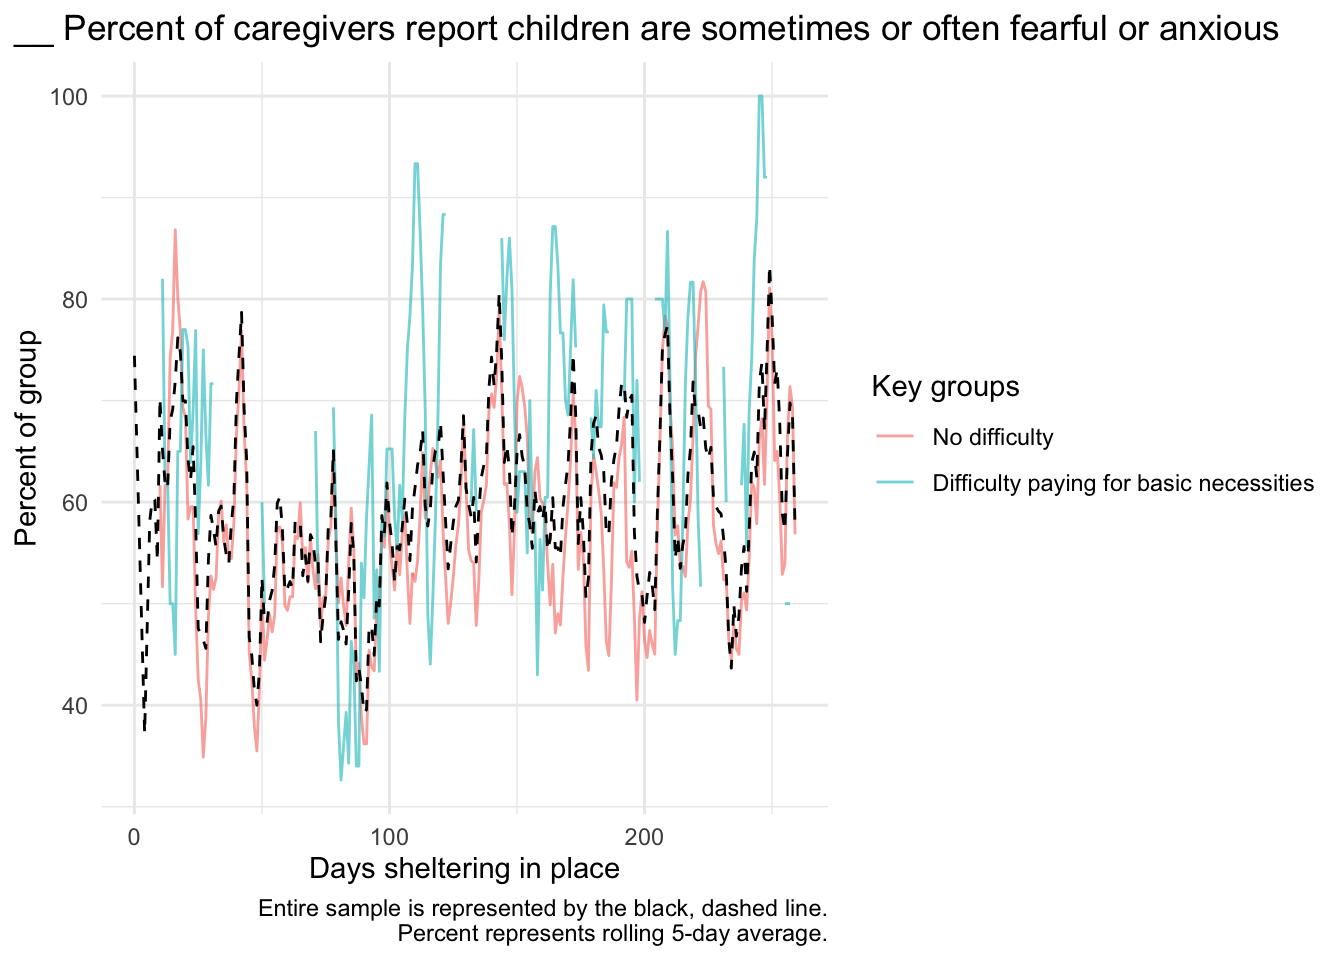 __ Percent of caregivers report children are sometimes or often fearful or anxious
100
80
60
40
Percent of group
0
100
200
Days sheltering in place
Key groups
No difficulty
Difficulty paying for basic necessities
Entire sample is represented by the black, dashed line.
Percent represents rolling 5-day average.